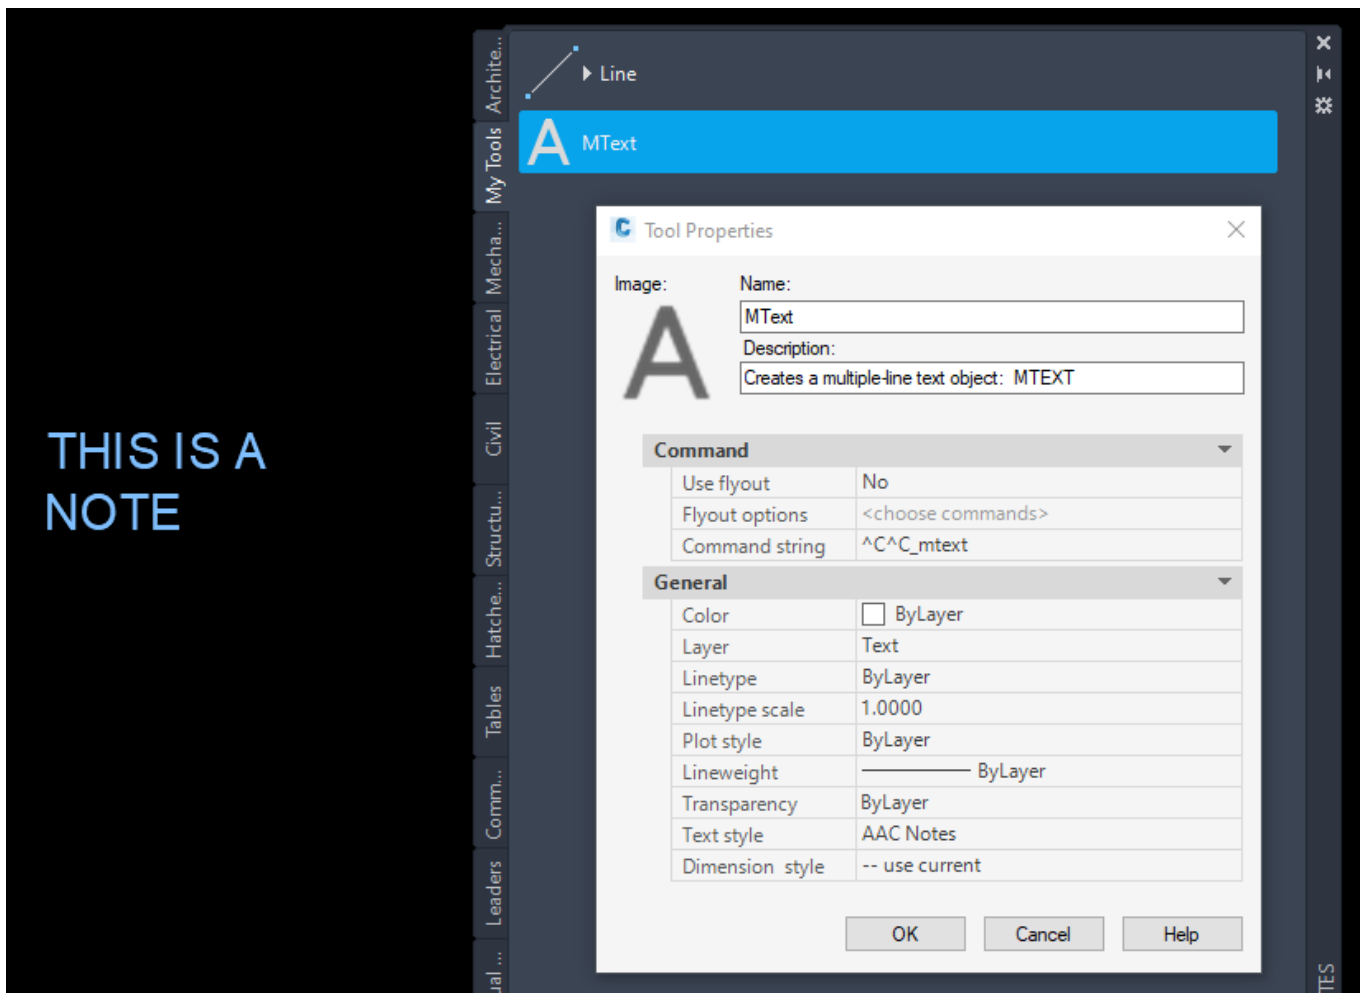 Archite...
My Tools
Mecha...
Electrical
Civil
Structu...
Hatche...
Tables
Comm...
Leaders
Line
MText
THIS IS A
NOTE
Tool Properties
Image:
Name:
MText
Description:
Creates a multiple-line text object: MTEXT
Command
Use flyout No
Flyout options <choose commands>
Command string ^C^C_mtext
General
Color ByLayer
Layer Text
Linetype ByLayer
Linetype scale 1.0000
Plot style ByLayer
Lineweight ByLayer
Transparency ByLayer
Text style AAC Notes
Dimension style -- use current
OK Cancel Help